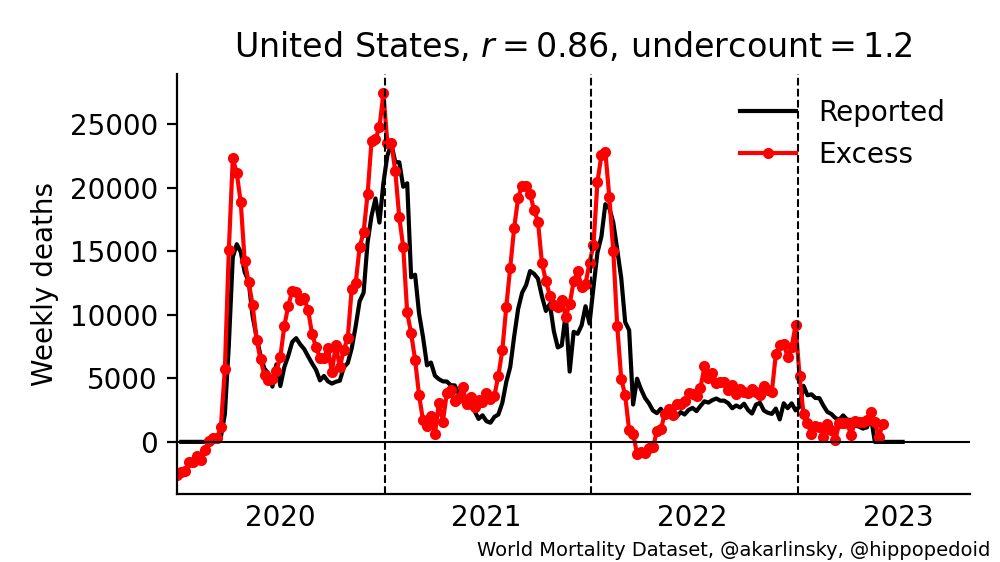 United States, r = 0.86, undercount = 1.2
Weekly deaths
25000
20000
15000
10000
5000
0
Reported
Excess
2020 2021 2022 2023
World Mortality Dataset, @akarlinsky, @hippopedoid